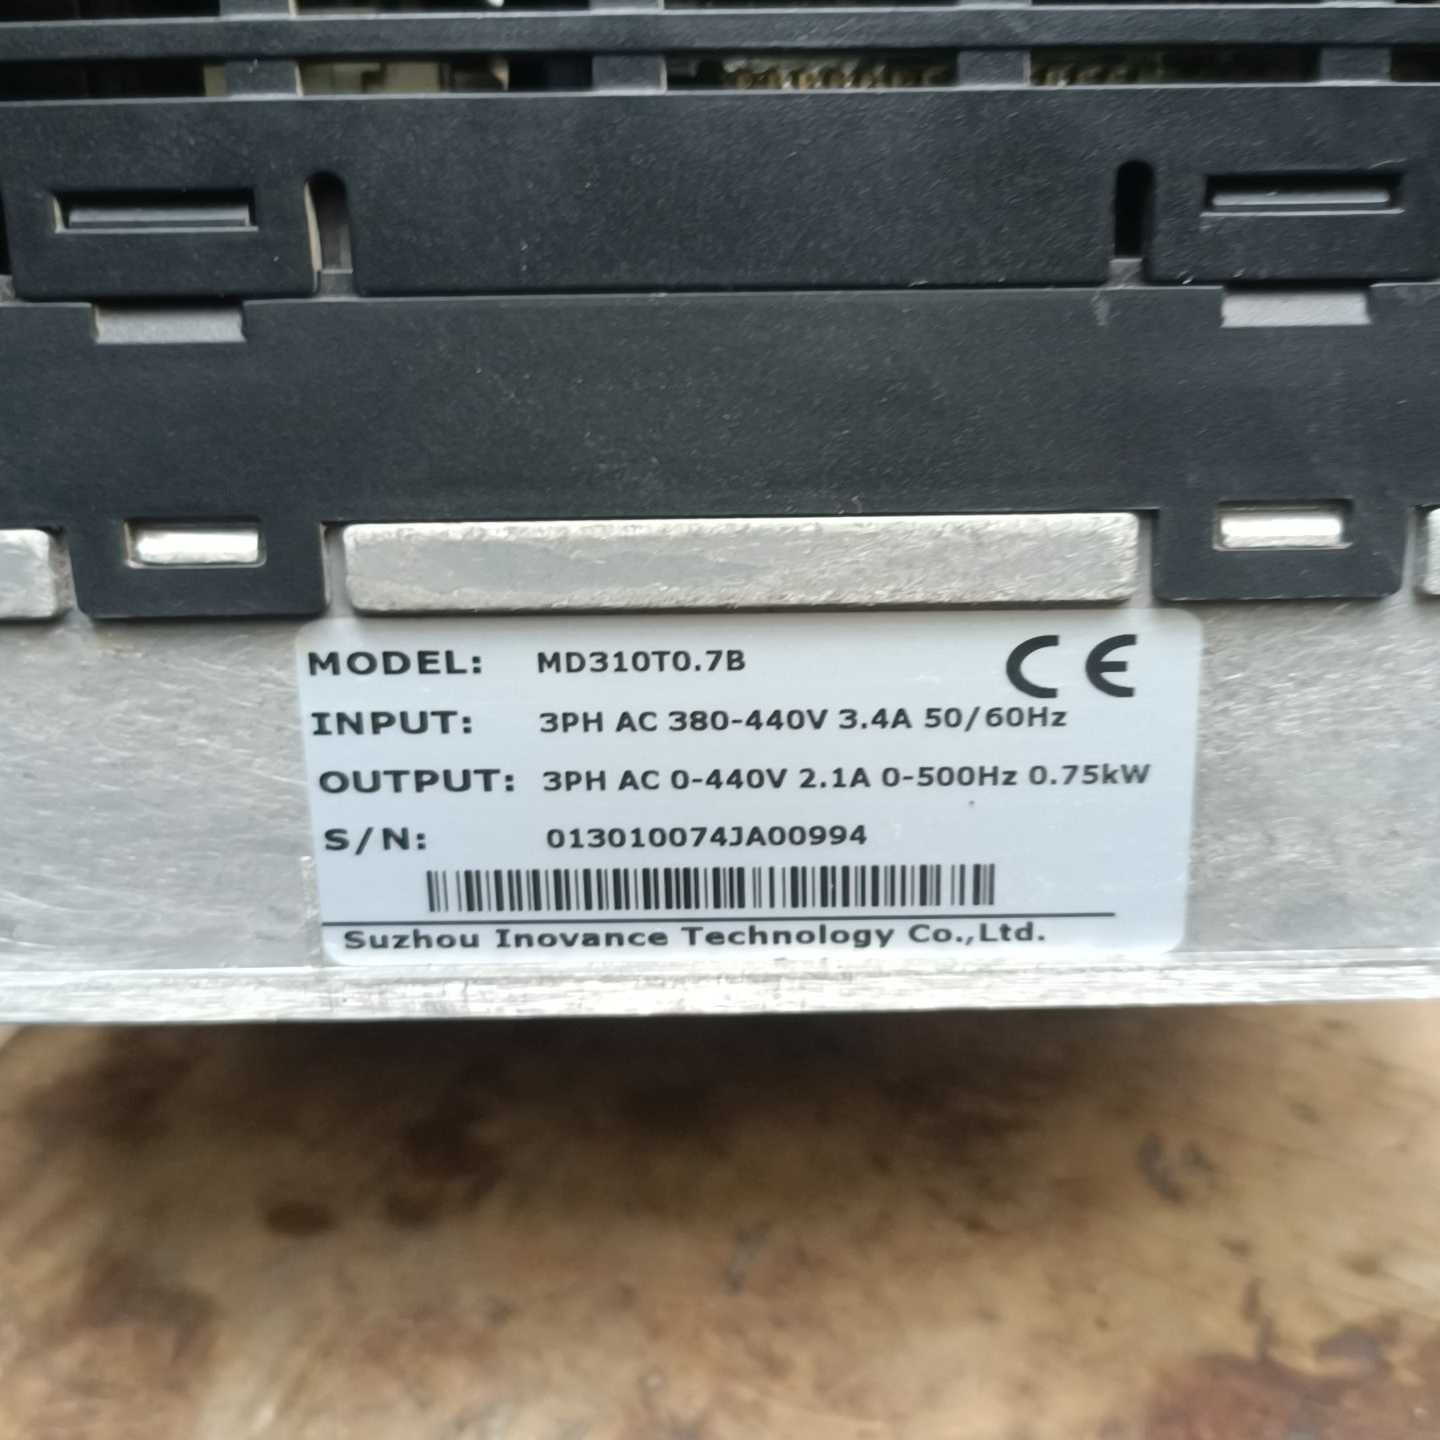 MODEL: MD310T0.7B CE
INPUT: 3PH AC 380-440V 3.4A 50/60Hz
OUTPUT: 3PH AC 0-440V 2.1A 0-500Hz 0.75kW
S/N: 013010074JA00994
Suzhou Inovance Technology Co.,Ltd.